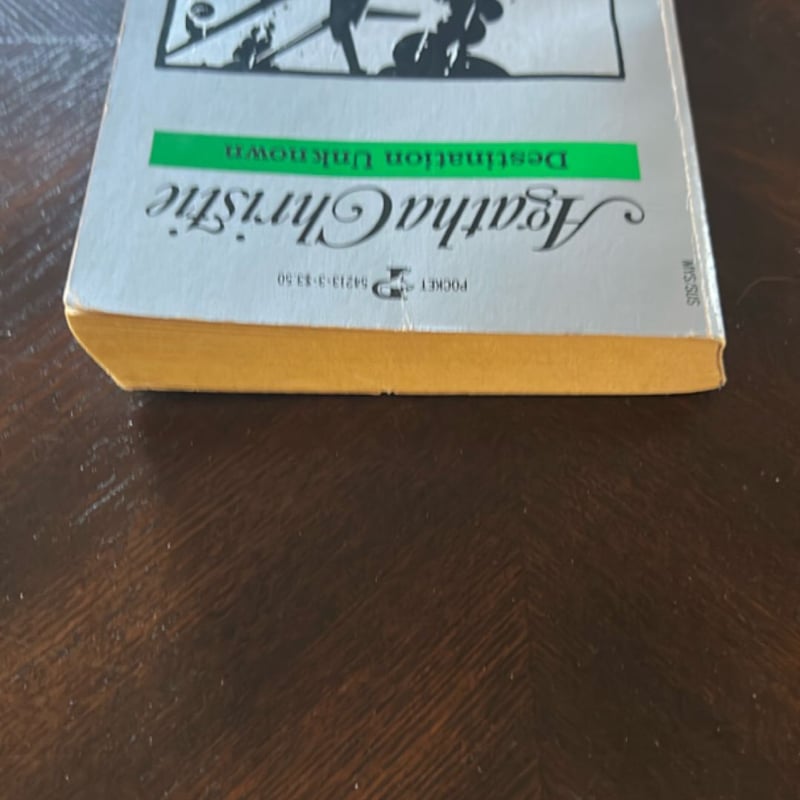 POCKET 54213-3·$3.50
Agatha Christie
Destination Unknown
MYS/SUS